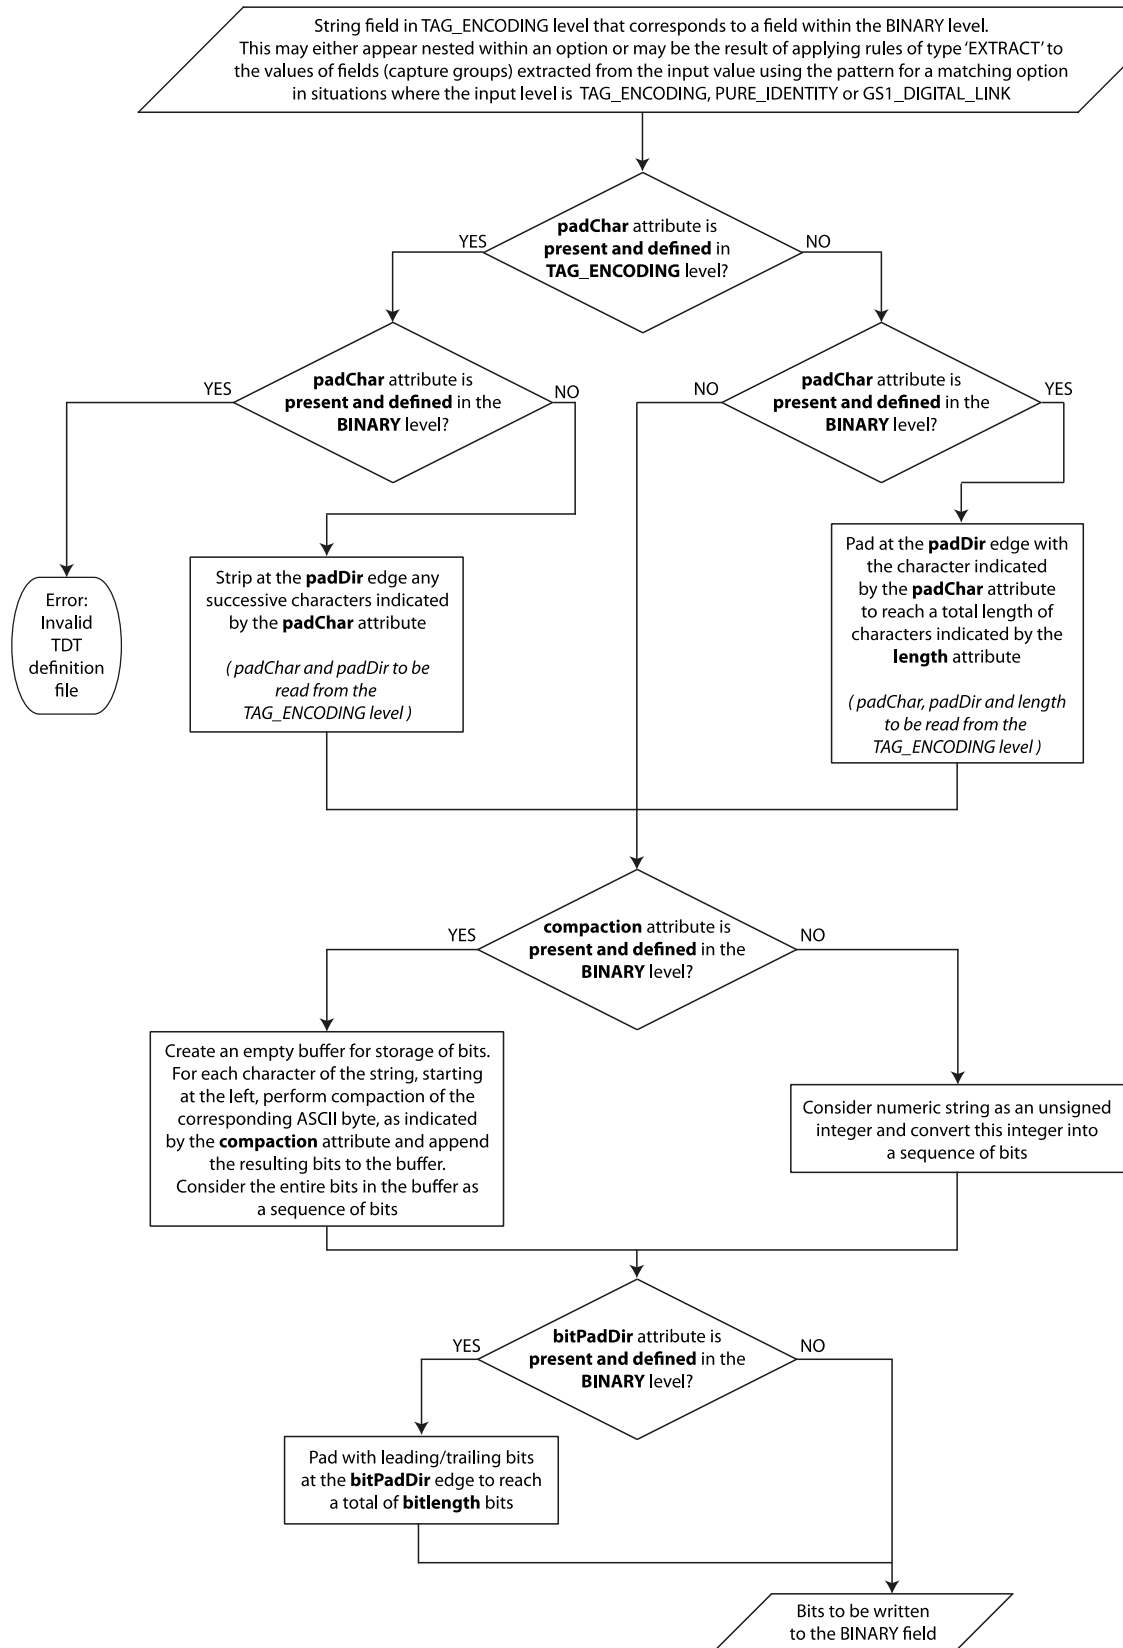 String field in TAG_ENCODING level that corresponds to a field within the BINARY level.
This may either appear nested within an option or may be the result of applying rules of type ‘EXTRACT’ to
the values of fields (capture groups) extracted from the input value using the pattern for a matching option
in situations where the input level is TAG_ENCODING, PURE_IDENTITY or GS1_DIGITAL_LINK
padChar attribute is
present and defined in
TAG_ENCODING level?
YES
NO
padChar attribute is
present and defined in the
BINARY level?
YES
NO
padChar attribute is
present and defined in the
BINARY level?
NO
YES
Error:
Invalid
TDT
definition
file
Strip at the padDir edge any
successive characters indicated
by the padChar attribute
( padChar and padDir to be
read from the
TAG_ENCODING level )
Pad at the padDir edge with
the character indicated
by the padChar attribute
to reach a total length of
characters indicated by the
length attribute
( padChar, padDir and length
to be read from the
TAG_ENCODING level )
compaction attribute is
present and defined in the
BINARY level?
YES
NO
Create an empty buffer for storage of bits.
For each character of the string, starting
at the left, perform compaction of the
corresponding ASCII byte, as indicated
by the compaction attribute and append
the resulting bits to the buffer.
Consider the entire bits in the buffer as
a sequence of bits
Consider numeric string as an unsigned
integer and convert this integer into
a sequence of bits
bitPadDir attribute is
present and defined in the
BINARY level?
YES
NO
Pad with leading/trailing bits
at the bitPadDir edge to reach
a total of bitlength bits
Bits to be written
to the BINARY field